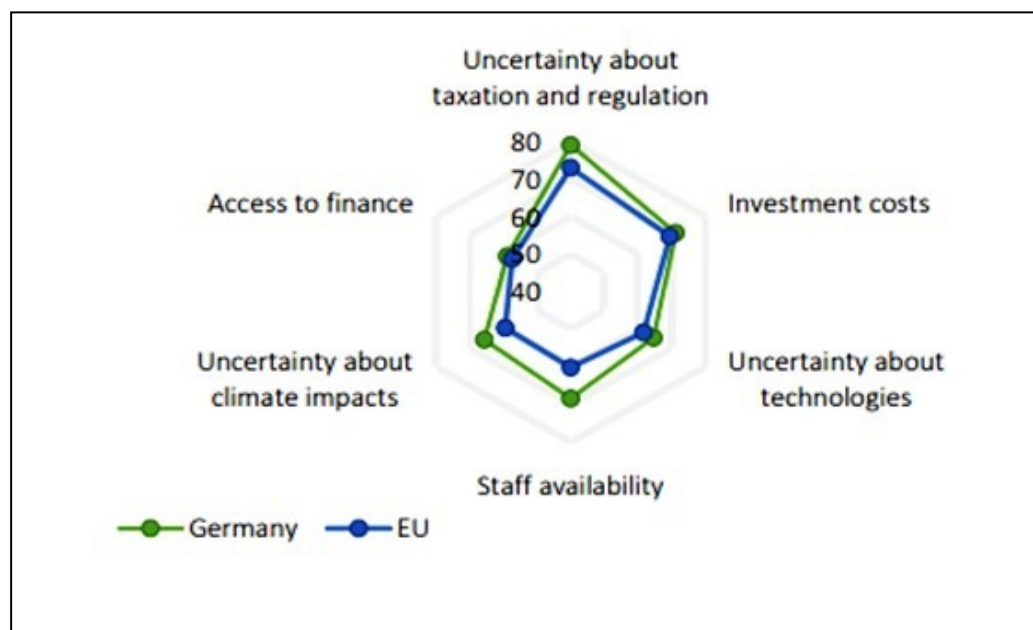 Uncertainty about
taxation and regulation
80
70
60
50
40
Access to finance
Investment costs
Uncertainty about
climate impacts
Uncertainty about
technologies
Staff availability
Germany
EU